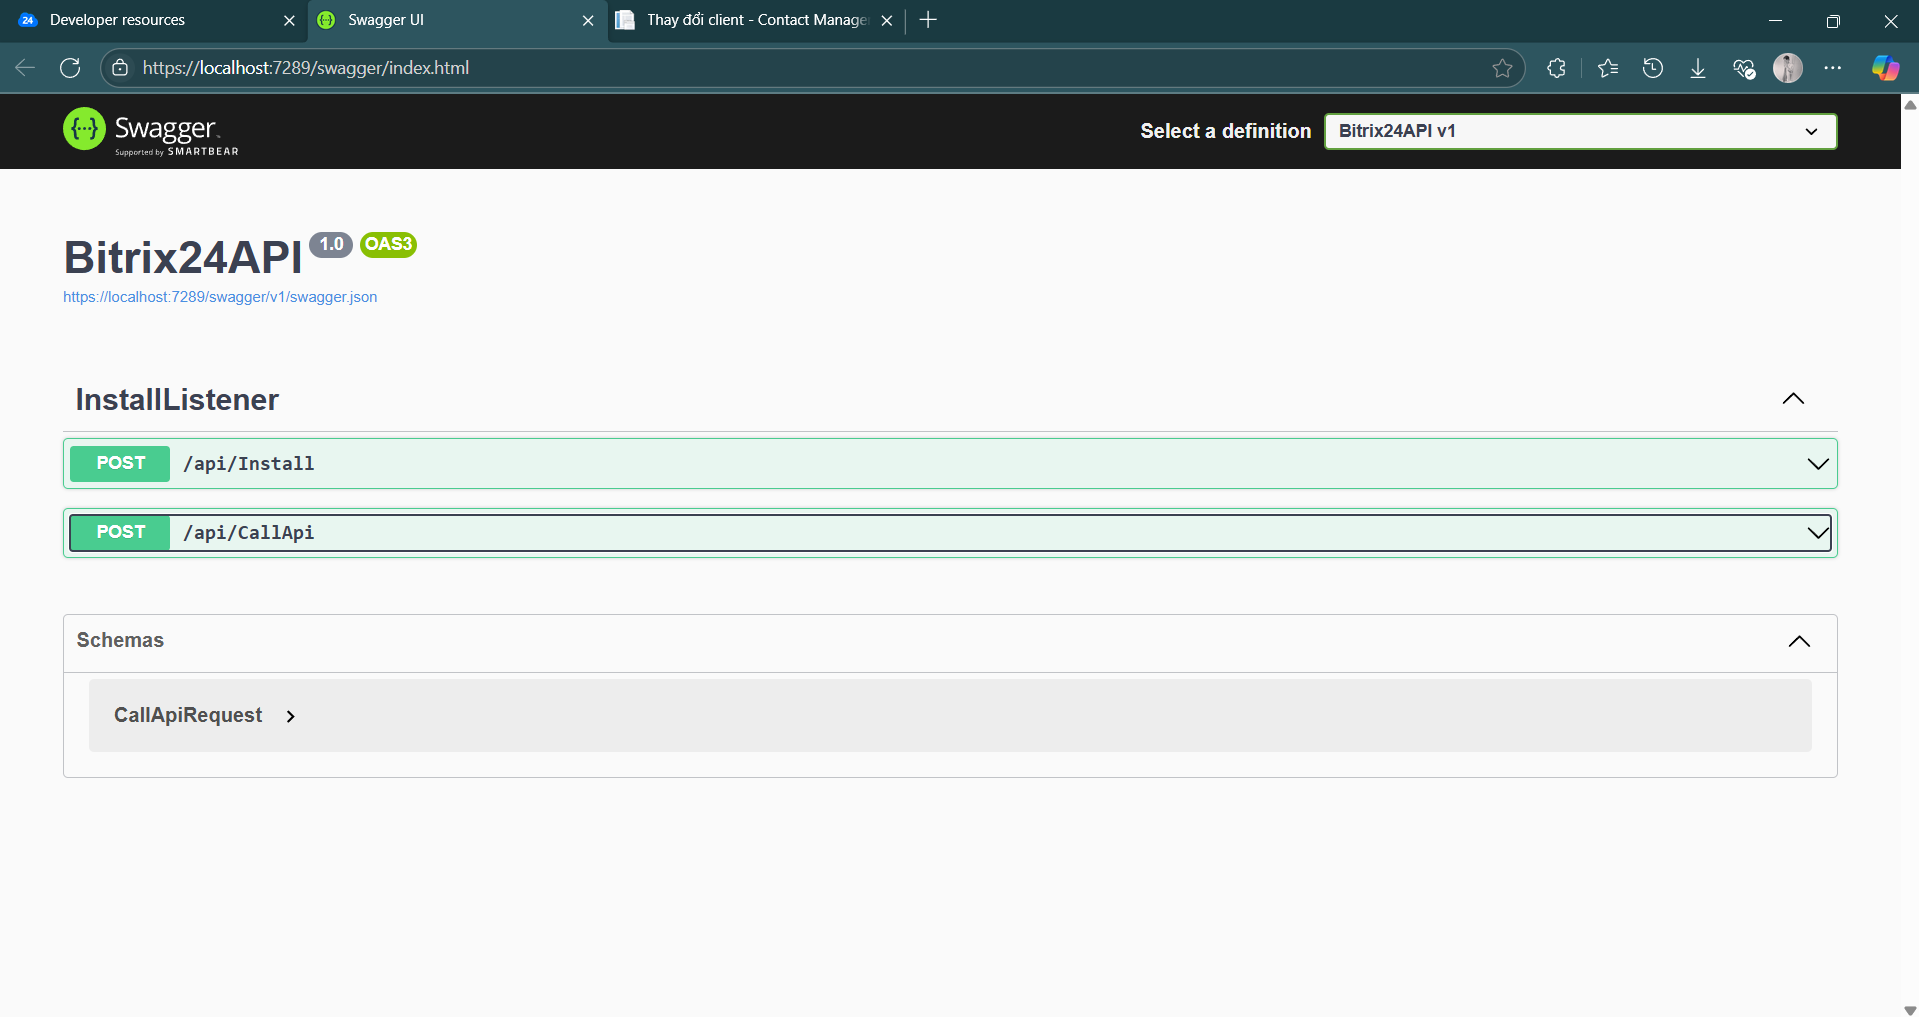 24 Developer resources
Swagger UI
Thay đổi client - Contact Manage
https://localhost:7289/swagger/index.html
{···} Swagger
Supported by SMARTBEAR
Select a definition
Bitrix24API v1
Bitrix24API 1.0 OAS3
https://localhost:7289/swagger/v1/swagger.json
InstallListener
POST /api/Install
POST /api/CallApi
Schemas
CallApiRequest